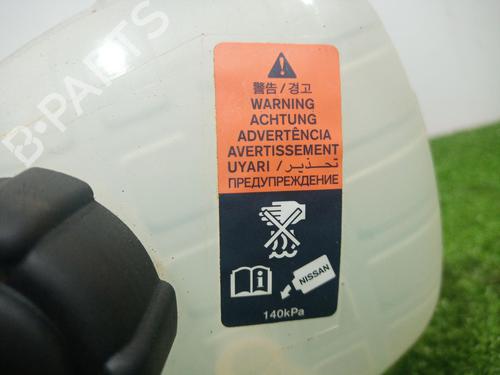 B-PARTS
警告 / 경고
WARNING
ACHTUNG
ADVERTÊNCIA
AVERTISSEMENT
UYARI / تحذير
ПРЕДУПРЕЖДЕНИЕ
NISSAN
140kPa